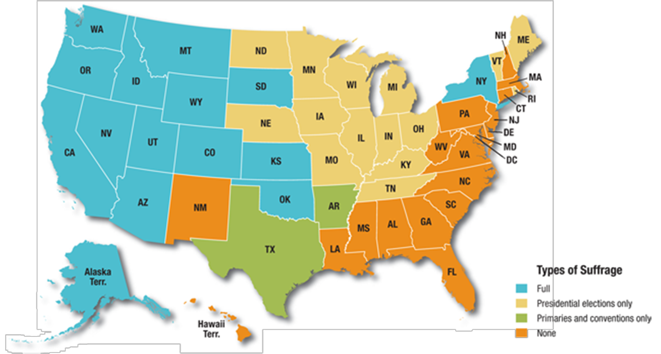 WA
OR
CA
NV
ID
MT
WY
UT
AZ
CO
NM
ND
SD
NE
KS
OK
TX
MN
IA
MO
AR
LA
WI
IL
MI
IN
OH
KY
TN
MS
AL
GA
FL
SC
NC
VA
WV
PA
NY
VT
NH
ME
MA
RI
CT
NJ
DE
MD
DC
Alaska
Terr.
Hawaii
Terr.
Types of Suffrage
Full
Presidential elections only
Primaries and conventions only
None